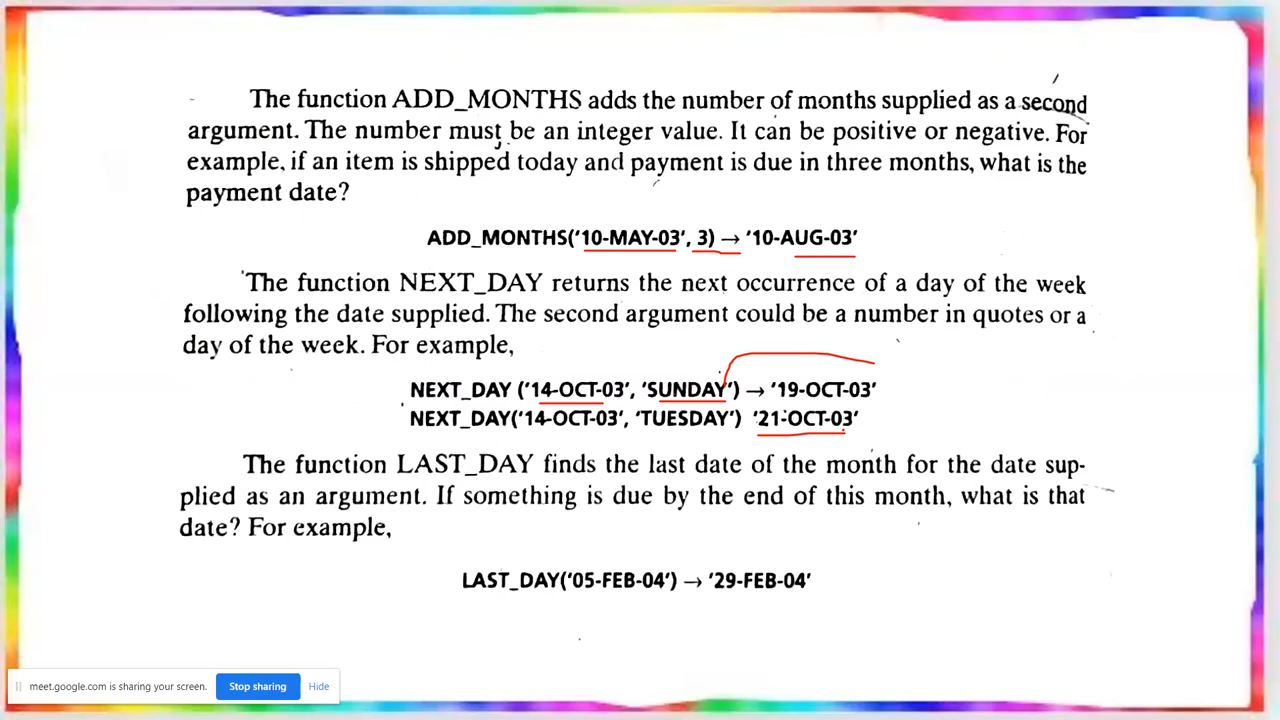 The function ADD_MONTHS adds the number of months supplied as a second
argument. The number must be an integer value. It can be positive or negative. For
example, if an item is shipped today and payment is due in three months, what is the
payment date?
ADD_MONTHS('10-MAY-03', 3) → '10-AUG-03'
The function NEXT_DAY returns the next occurrence of a day of the week
following the date supplied. The second argument could be a number in quotes or a
day of the week. For example,
NEXT_DAY ('14-OCT-03', 'SUNDAY') → '19-OCT-03'
NEXT_DAY('14-OCT-03', 'TUESDAY') '21-OCT-03'
The function LAST_DAY finds the last date of the month for the date sup-
plied as an argument. If something is due by the end of this month, what is that
date? For example,
LAST_DAY('05-FEB-04') → '29-FEB-04'
meet.google.com is sharing your screen. Stop sharing Hide